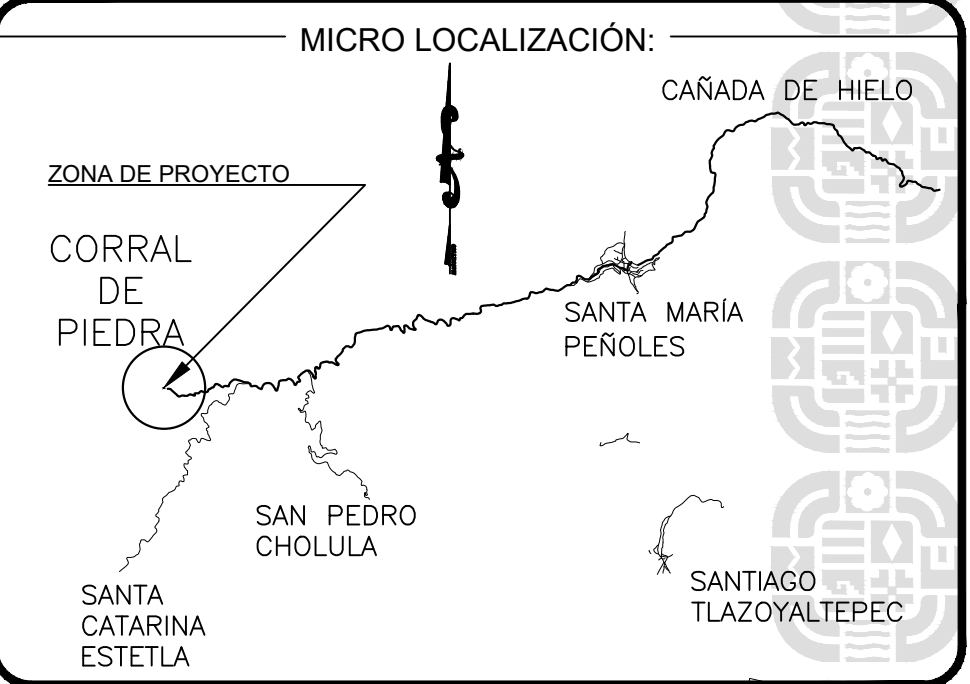 MICRO LOCALIZACIÓN:
CAÑADA DE HIELO
ZONA DE PROYECTO
CORRAL
DE
PIEDRA
SANTA MARÍA
PEÑOLES
SAN PEDRO
CHOLULA
SANTA
CATARINA
ESTETLA
SANTIAGO
TLAZOYALTEPEC